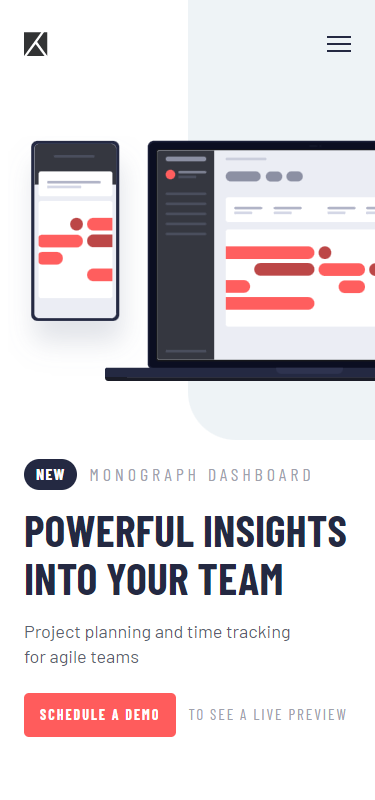 NEW MONOGRAPH DASHBOARD
POWERFUL INSIGHTS
INTO YOUR TEAM
Project planning and time tracking
for agile teams
SCHEDULE A DEMO TO SEE A LIVE PREVIEW